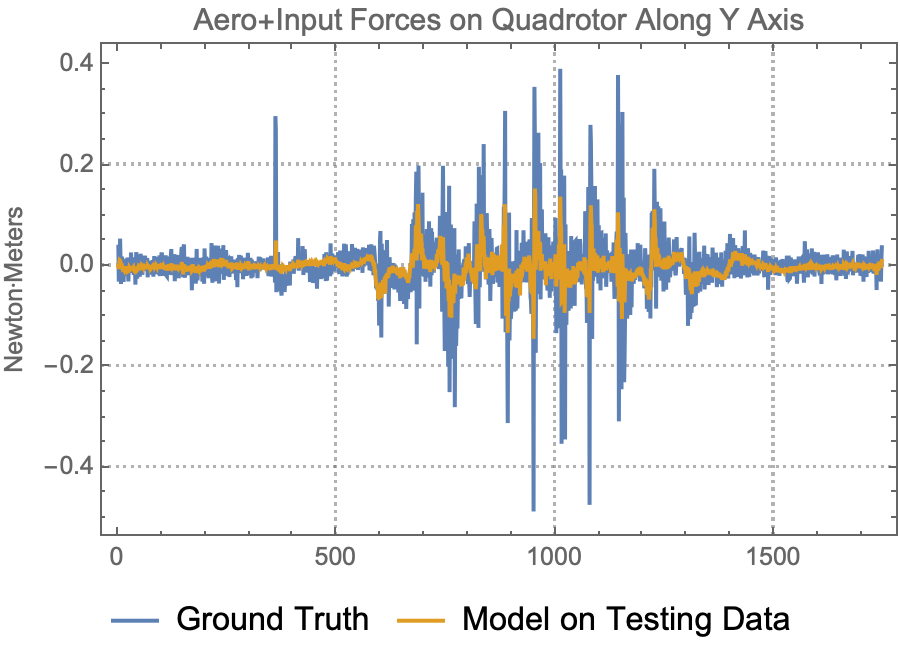 Aero+Input Forces on Quadrotor Along Y Axis
Newton·Meters
0.4
0.2
0.0
−0.2
−0.4
0 500 1000 1500
Ground Truth Model on Testing Data